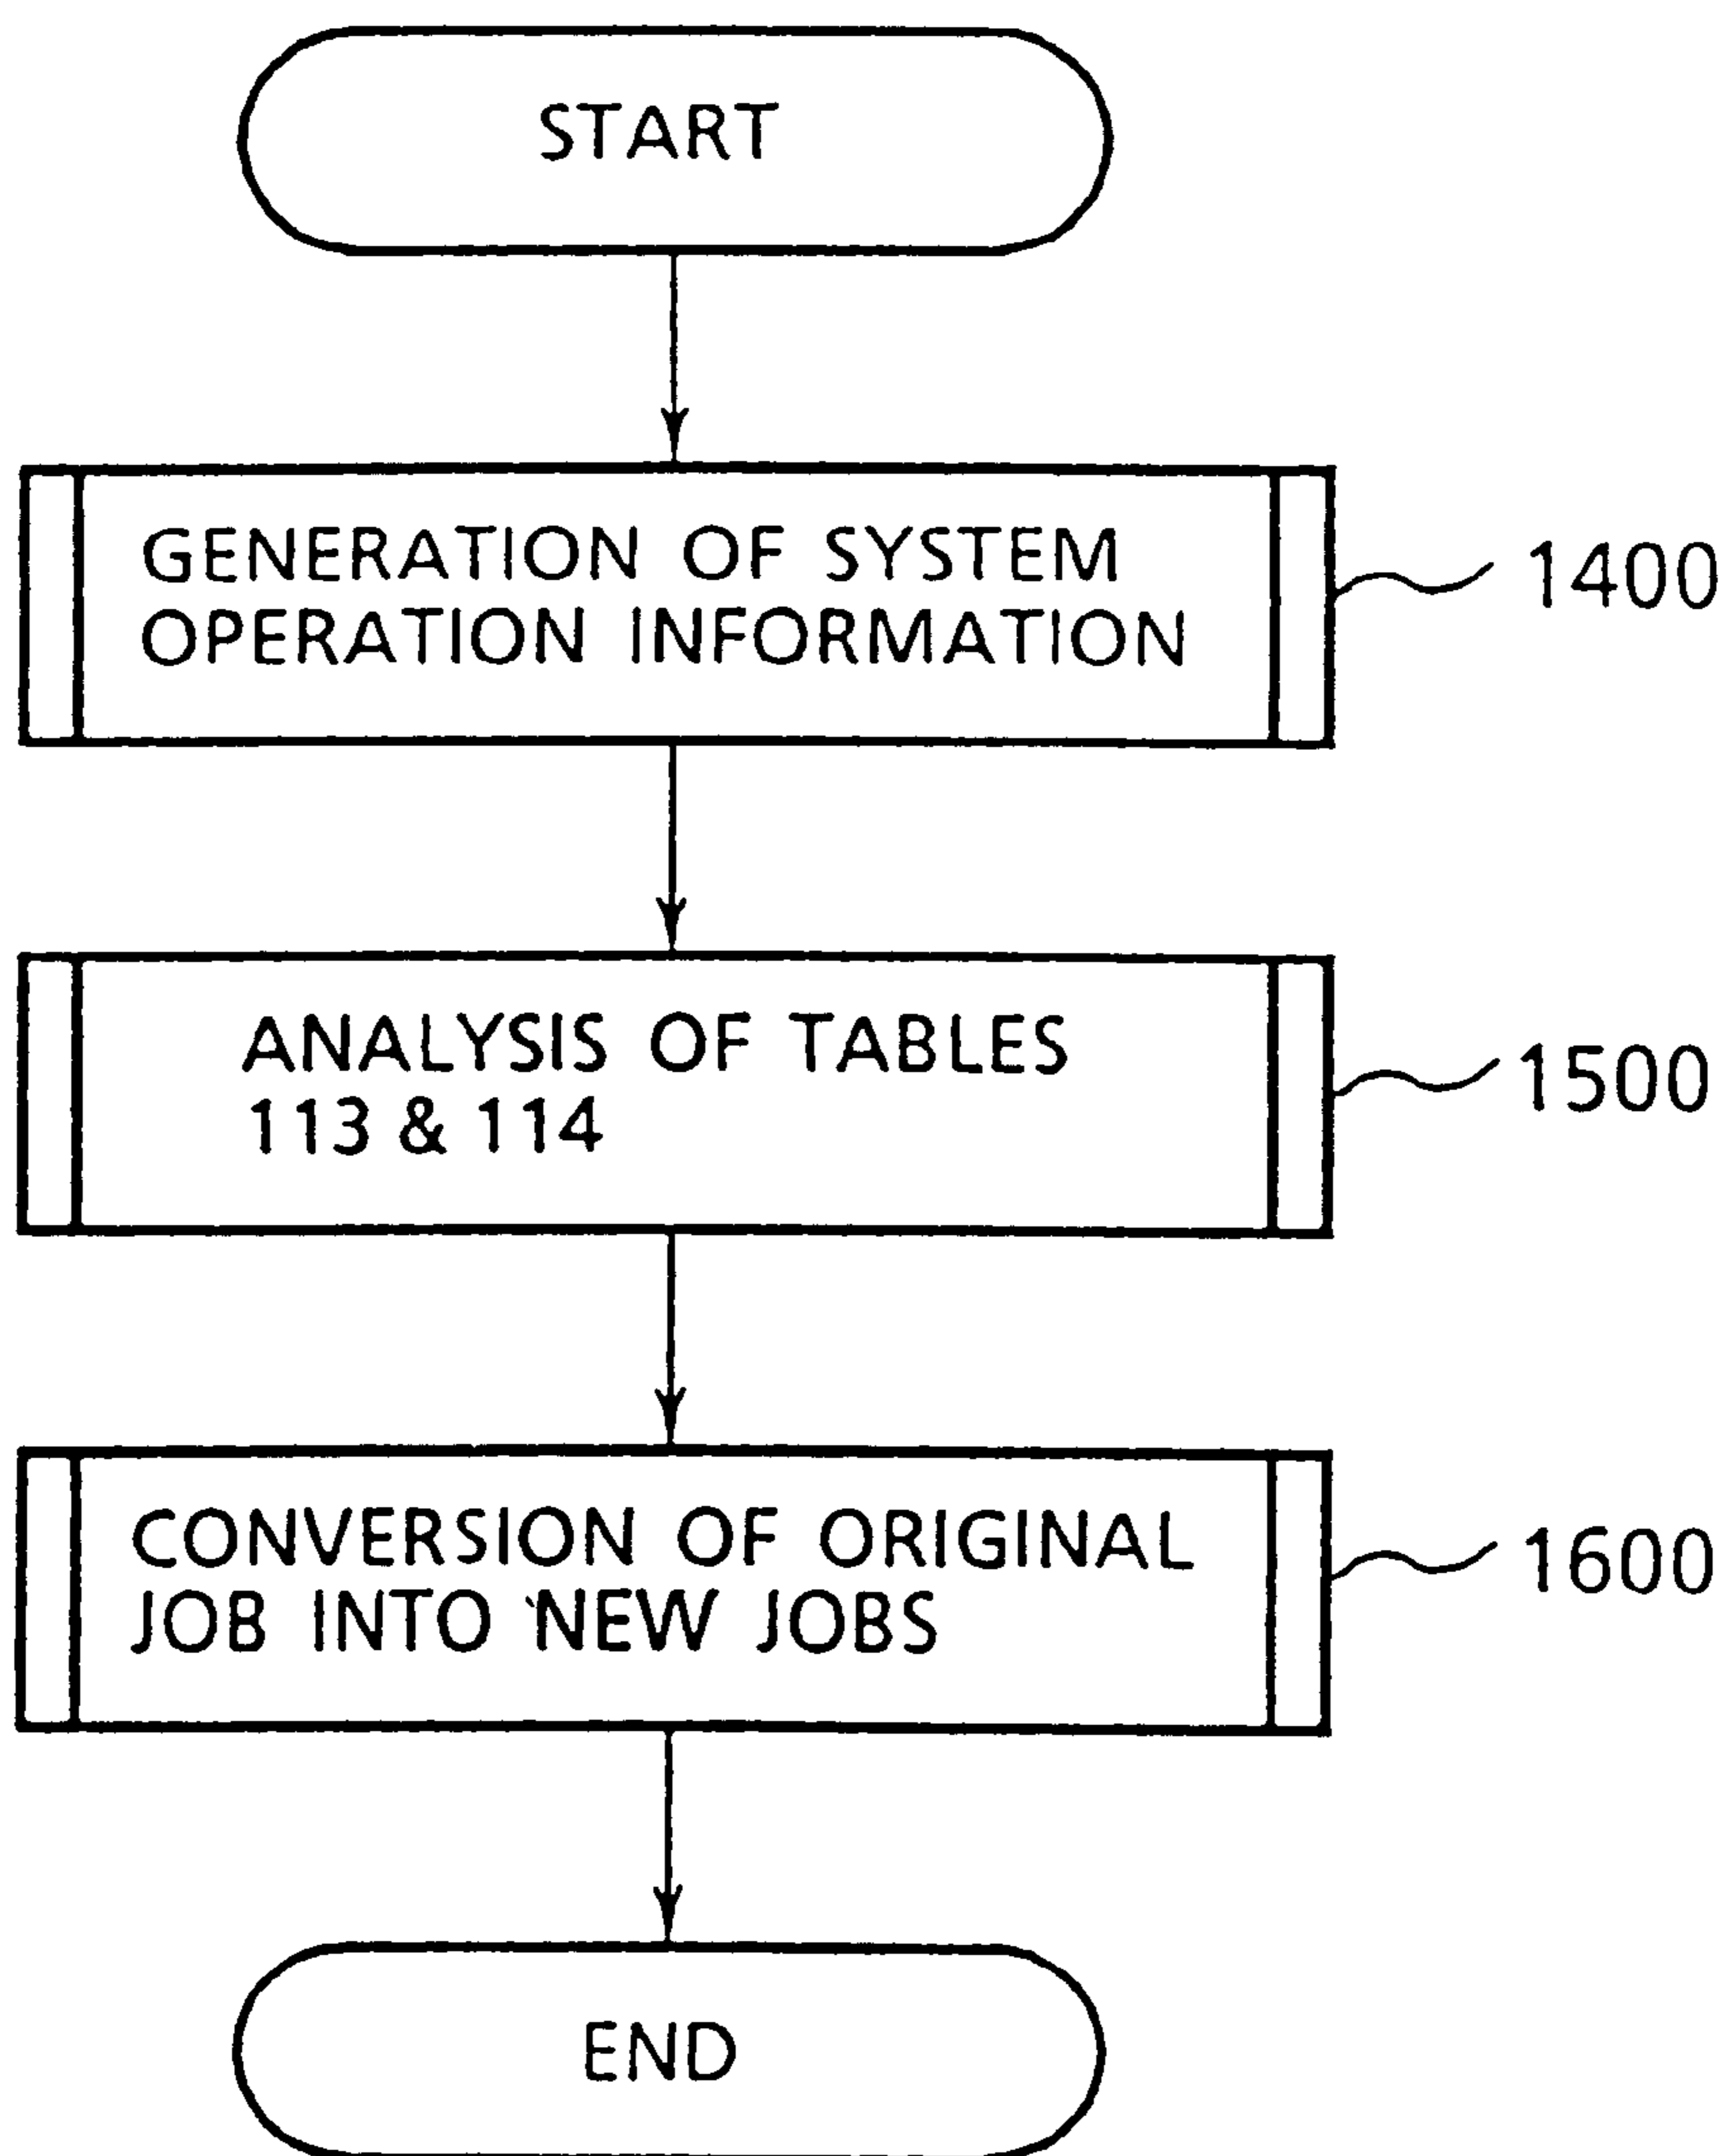 START
GENERATION OF SYSTEM
OPERATION INFORMATION
1400
ANALYSIS OF TABLES
113 & 114
1500
CONVERSION OF ORIGINAL
JOB INTO NEW JOBS
1600
END